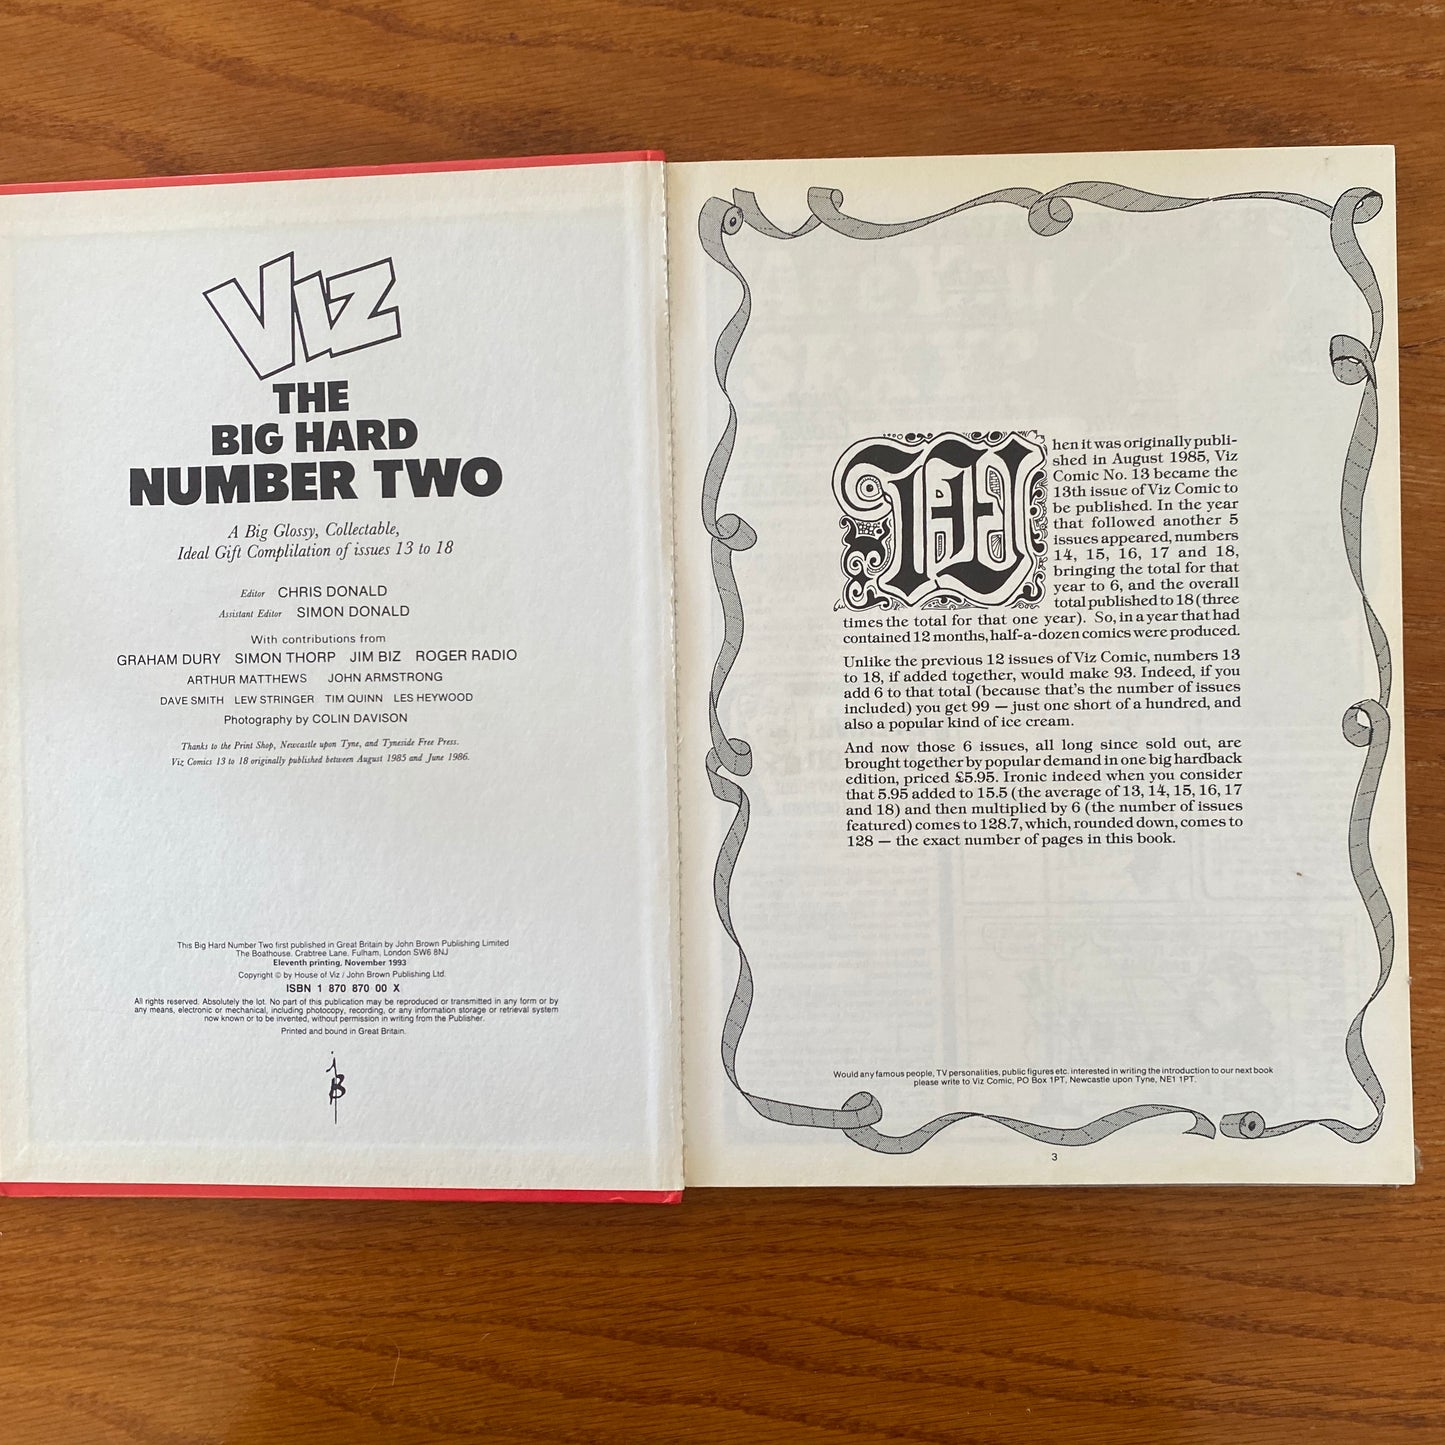 VIZ
THE
BIG HARD
NUMBER TWO
A Big Glossy, Collectable,
Ideal Gift Complilation of issues 13 to 18
Editor CHRIS DONALD
Assistant Editor SIMON DONALD
With contributions from
GRAHAM DURY SIMON THORP JIM BIZ ROGER RADIO
ARTHUR MATTHEWS JOHN ARMSTRONG
DAVE SMITH LEW STRINGER TIM QUINN LES HEYWOOD
Photography by COLIN DAVISON
Thanks to the Print Shop, Newcastle upon Tyne, and Tyneside Free Press.
Viz Comics 13 to 18 originally published between August 1985 and June 1986.
This Big Hard Number Two first published in Great Britain by John Brown Publishing Limited
The Boathouse, Crabtree Lane, Fulham, London SW6 8NJ
Eleventh printing, November 1993
Copyright © by House of Viz / John Brown Publishing Ltd.
ISBN 1 870 870 00 X
All rights reserved. Absolutely the lot. No part of this publication may be reproduced or transmitted in any form or by
any means, electronic or mechanical, including photocopy, recording, or any information storage or retrieval system
now known or to be invented, without permission in writing from the Publisher.
Printed and bound in Great Britain.
jB
When it was originally publi-
shed in August 1985, Viz
Comic No. 13 became the
13th issue of Viz Comic to
be published. In the year
that followed another 5
issues appeared, numbers
14, 15, 16, 17 and 18,
bringing the total for that
year to 6, and the overall
total published to 18 (three
times the total for that one year). So, in a year that had
contained 12 months, half-a-dozen comics were produced.
Unlike the previous 12 issues of Viz Comic, numbers 13
to 18, if added together, would make 93. Indeed, if you
add 6 to that total (because that's the number of issues
included) you get 99 — just one short of a hundred, and
also a popular kind of ice cream.
And now those 6 issues, all long since sold out, are
brought together by popular demand in one big hardback
edition, priced £5.95. Ironic indeed when you consider
that 5.95 added to 15.5 (the average of 13, 14, 15, 16, 17
and 18) and then multiplied by 6 (the number of issues
featured) comes to 128.7, which, rounded down, comes to
128 — the exact number of pages in this book.
Would any famous people, TV personalities, public figures etc. interested in writing the introduction to our next book
please write to Viz Comic, PO Box 1PT, Newcastle upon Tyne, NE1 1PT.
3